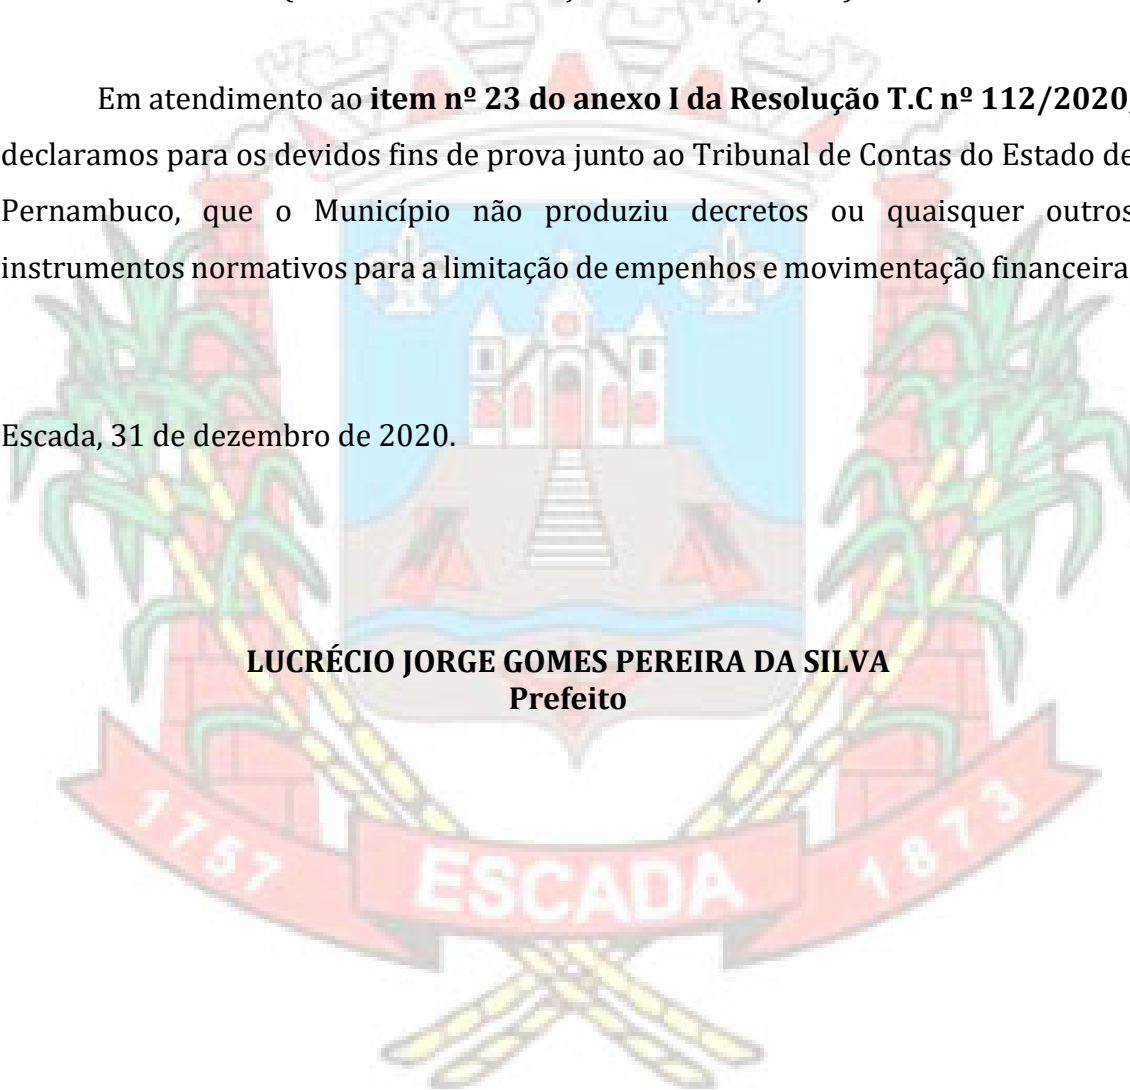 Em atendimento ao item nº 23 do anexo I da Resolução T.C nº 112/2020,
declaramos para os devidos fins de prova junto ao Tribunal de Contas do Estado de
Pernambuco, que o Município não produziu decretos ou quaisquer outros
instrumentos normativos para a limitação de empenhos e movimentação financeira
Escada, 31 de dezembro de 2020.
LUCRÉCIO JORGE GOMES PEREIRA DA SILVA
Prefeito
1757 ESCADA 1873